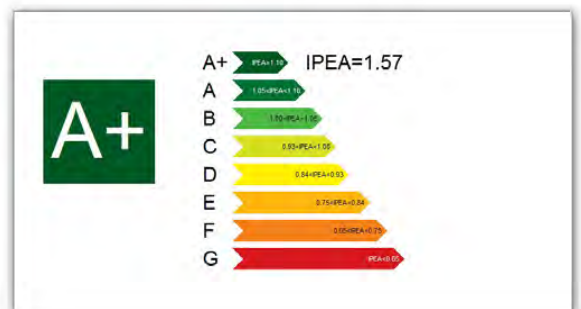 A+
A+ IPEA>1.10 IPEA=1.57
A 1.05<IPEA<1.10
B 1.00<IPEA<1.05
C 0.93<IPEA<1.00
D 0.84<IPEA<0.93
E 0.75<IPEA<0.84
F 0.65<IPEA<0.75
G IPEA<0.65